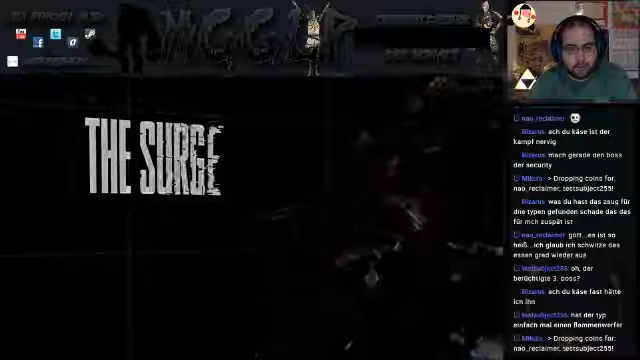 THE SURGE
nao_reclaimer
Rizarus ach du käse ist der
kampf nervig
Rizarus mach gerade den boss
der security
Mikuia: > Dropping coins for:
nao_reclaimer, testsubject255!
Rizarus was du hast das zeug für
dne typen gefunden schade das das
für mch zuspät ist
nao_reclaimer gott...es ist so
heiß...ich glaub ich schwitze das
essen grad wieder aus
testsubject255: oh, der
berüchtigte 3. boss?
Rizarus ach du käse fast hätte
ich ihn
testsubject255: hat der typ
einfach mal einen flammenwerfer
Mikuia: > Dropping coins for:
nao_reclaimer, testsubject255!